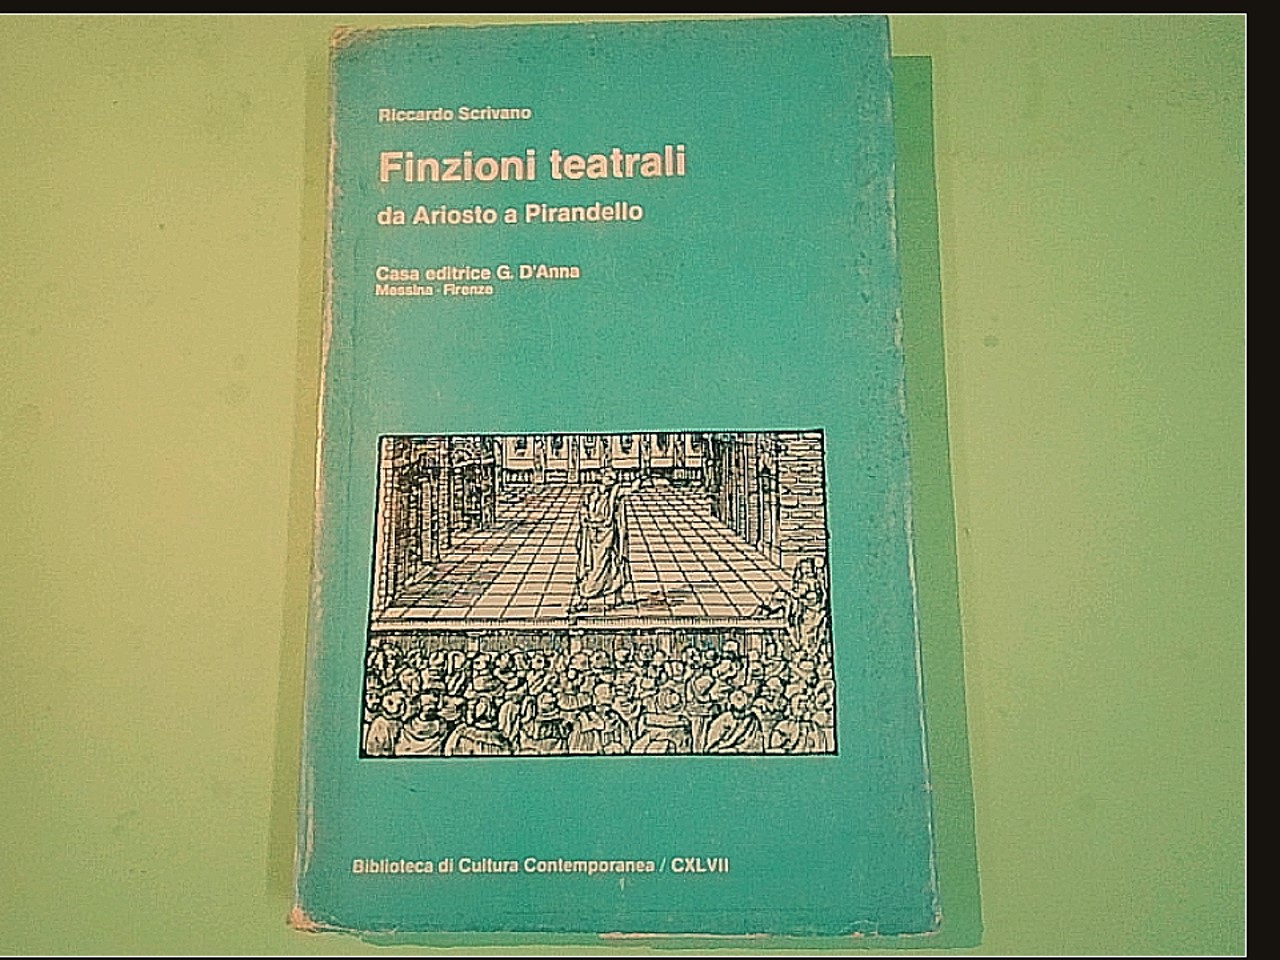 Riccardo Scrivano
Finzioni teatrali
da Ariosto a Pirandello
Casa editrice G. D'Anna
Messina - Firenze
Biblioteca di Cultura Contemporanea / CXLVII